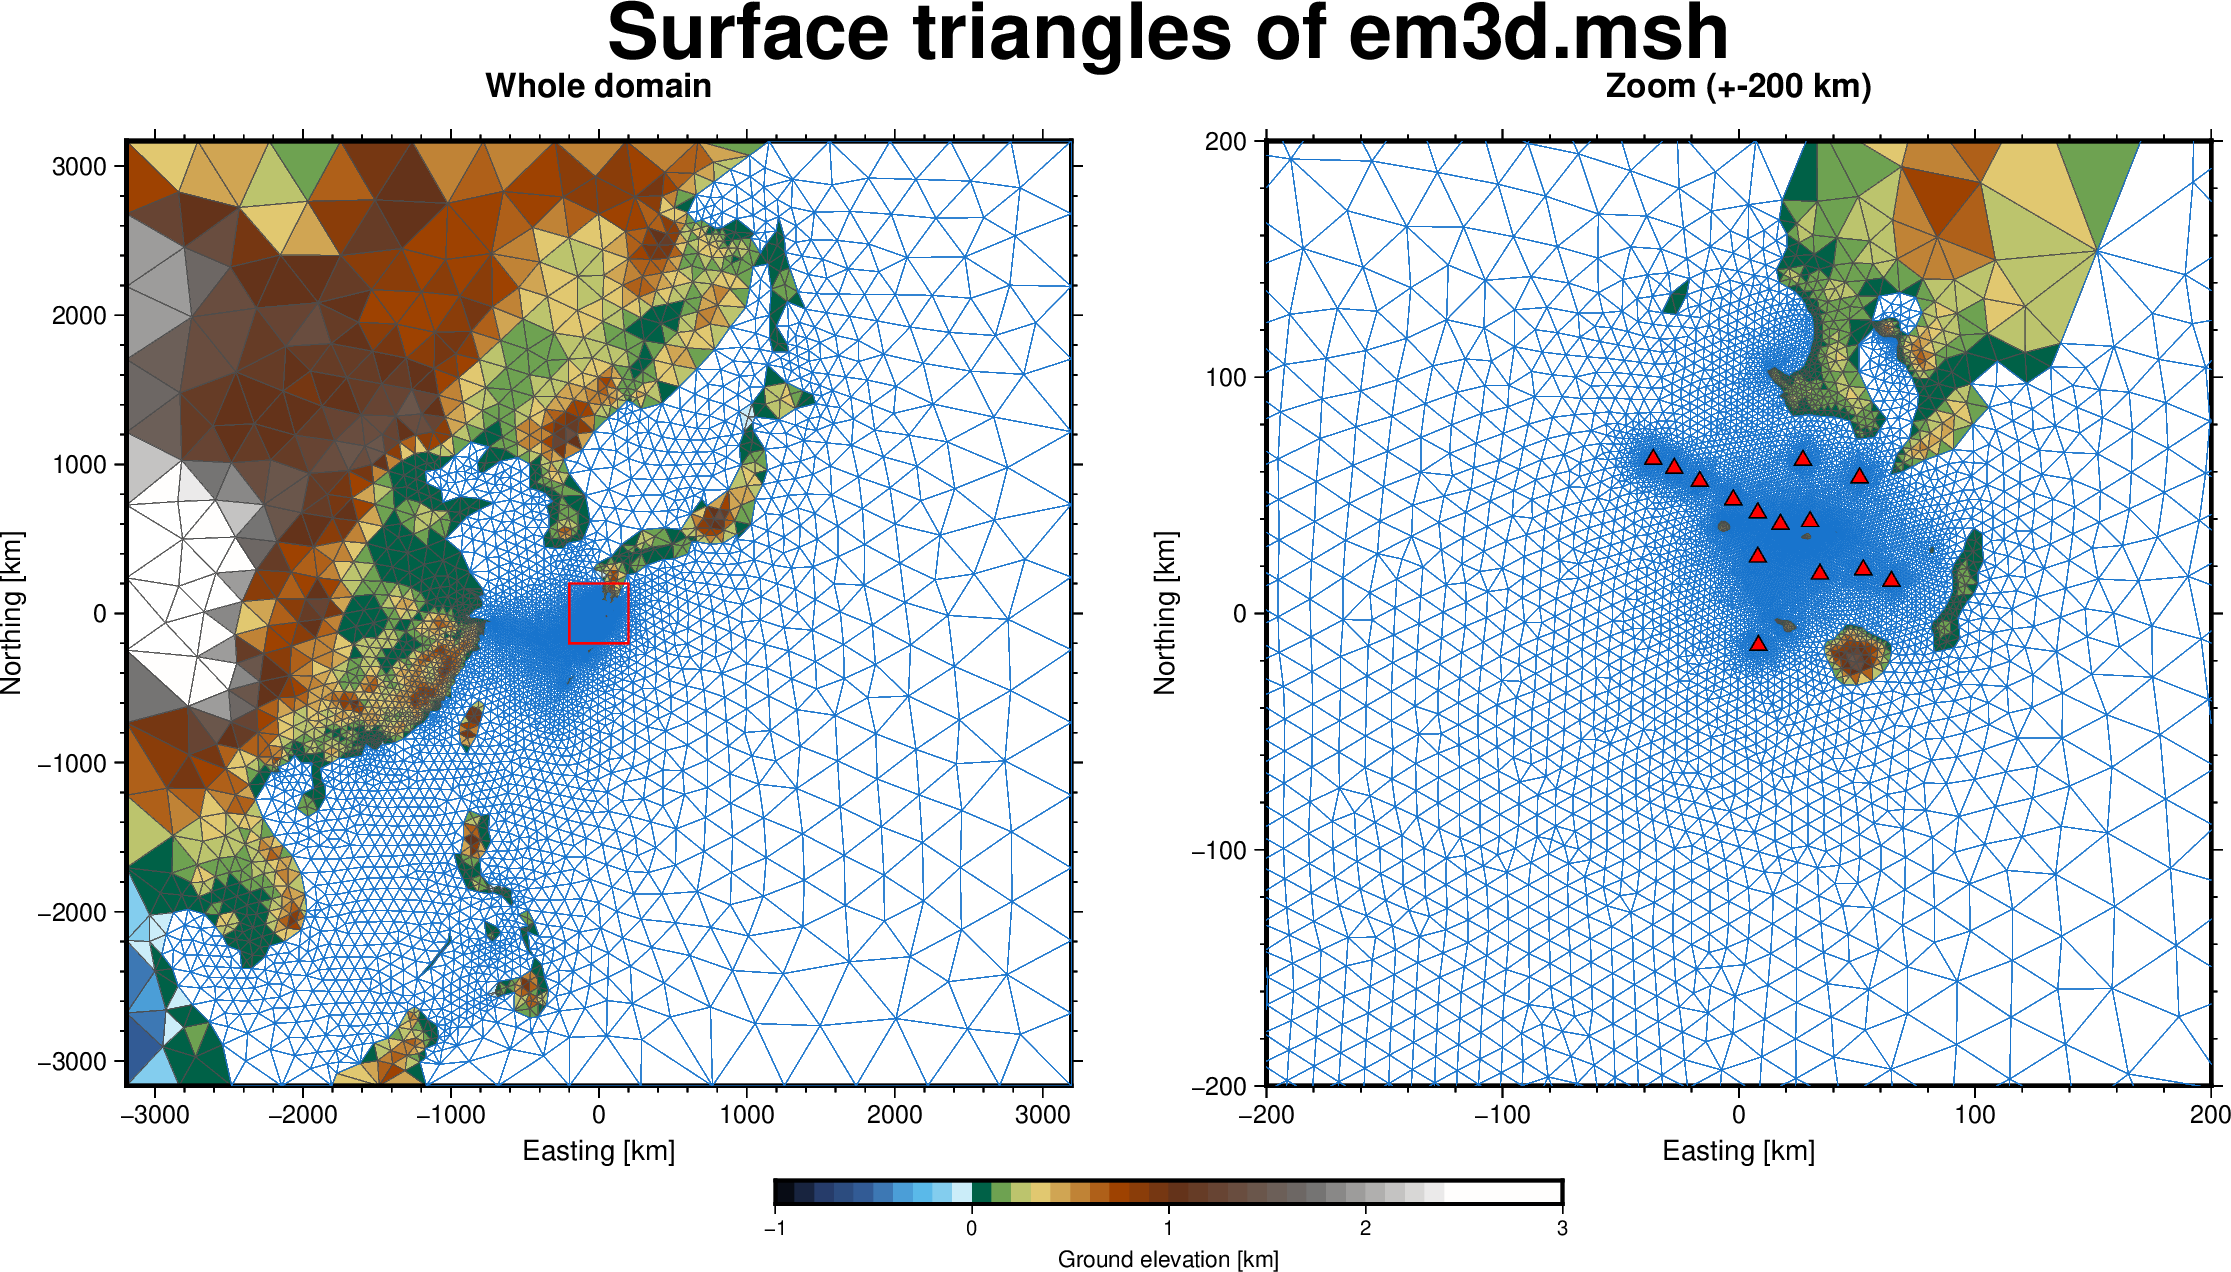 Surface triangles of em3d.msh
Whole domain
Zoom (+-200 km)
3000
2000
1000
0
−1000
−2000
−3000
Northing [km]
−3000 −2000 −1000 0 1000 2000 3000
Easting [km]
200
100
0
−100
−200
Northing [km]
−200 −100 0 100 200
Easting [km]
−1 0 1 2 3
Ground elevation [km]